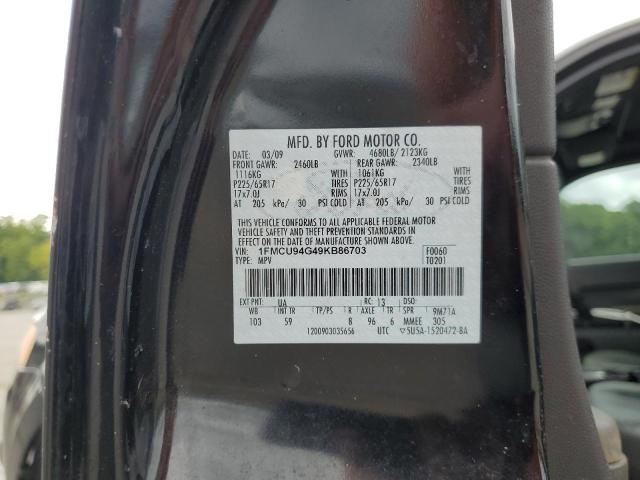 MFD. BY FORD MOTOR CO.
DATE: 03/09 GVWR: 4680LB/ 2123KG
FRONT GAWR: 2460LB REAR GAWR: 2340LB
1116KG WITH 1061KG WITH
P225/65R17 TIRES P225/65R17 TIRES
17x7.0J RIMS 17x7.0J RIMS
AT 205 kPa/ 30 PSI COLD AT 205 kPa/ 30 PSI COLD
THIS VEHICLE CONFORMS TO ALL APPLICABLE FEDERAL MOTOR
VEHICLE SAFETY AND THEFT PREVENTION STANDARDS IN EFFECT
ON THE DATE OF MANUFACTURE SHOWN ABOVE.
VIN: 1FMCU94G49KB86703 F0060
TYPE: MPV T0201
EXT PNT: UA RC: 13 DSO:
WB INT TR TP/PS R AXLE TR SPR 9M71A
103 59 8 96 6 MMEE 305
1200903035656 UTC ▽5U5A-1520472-BA